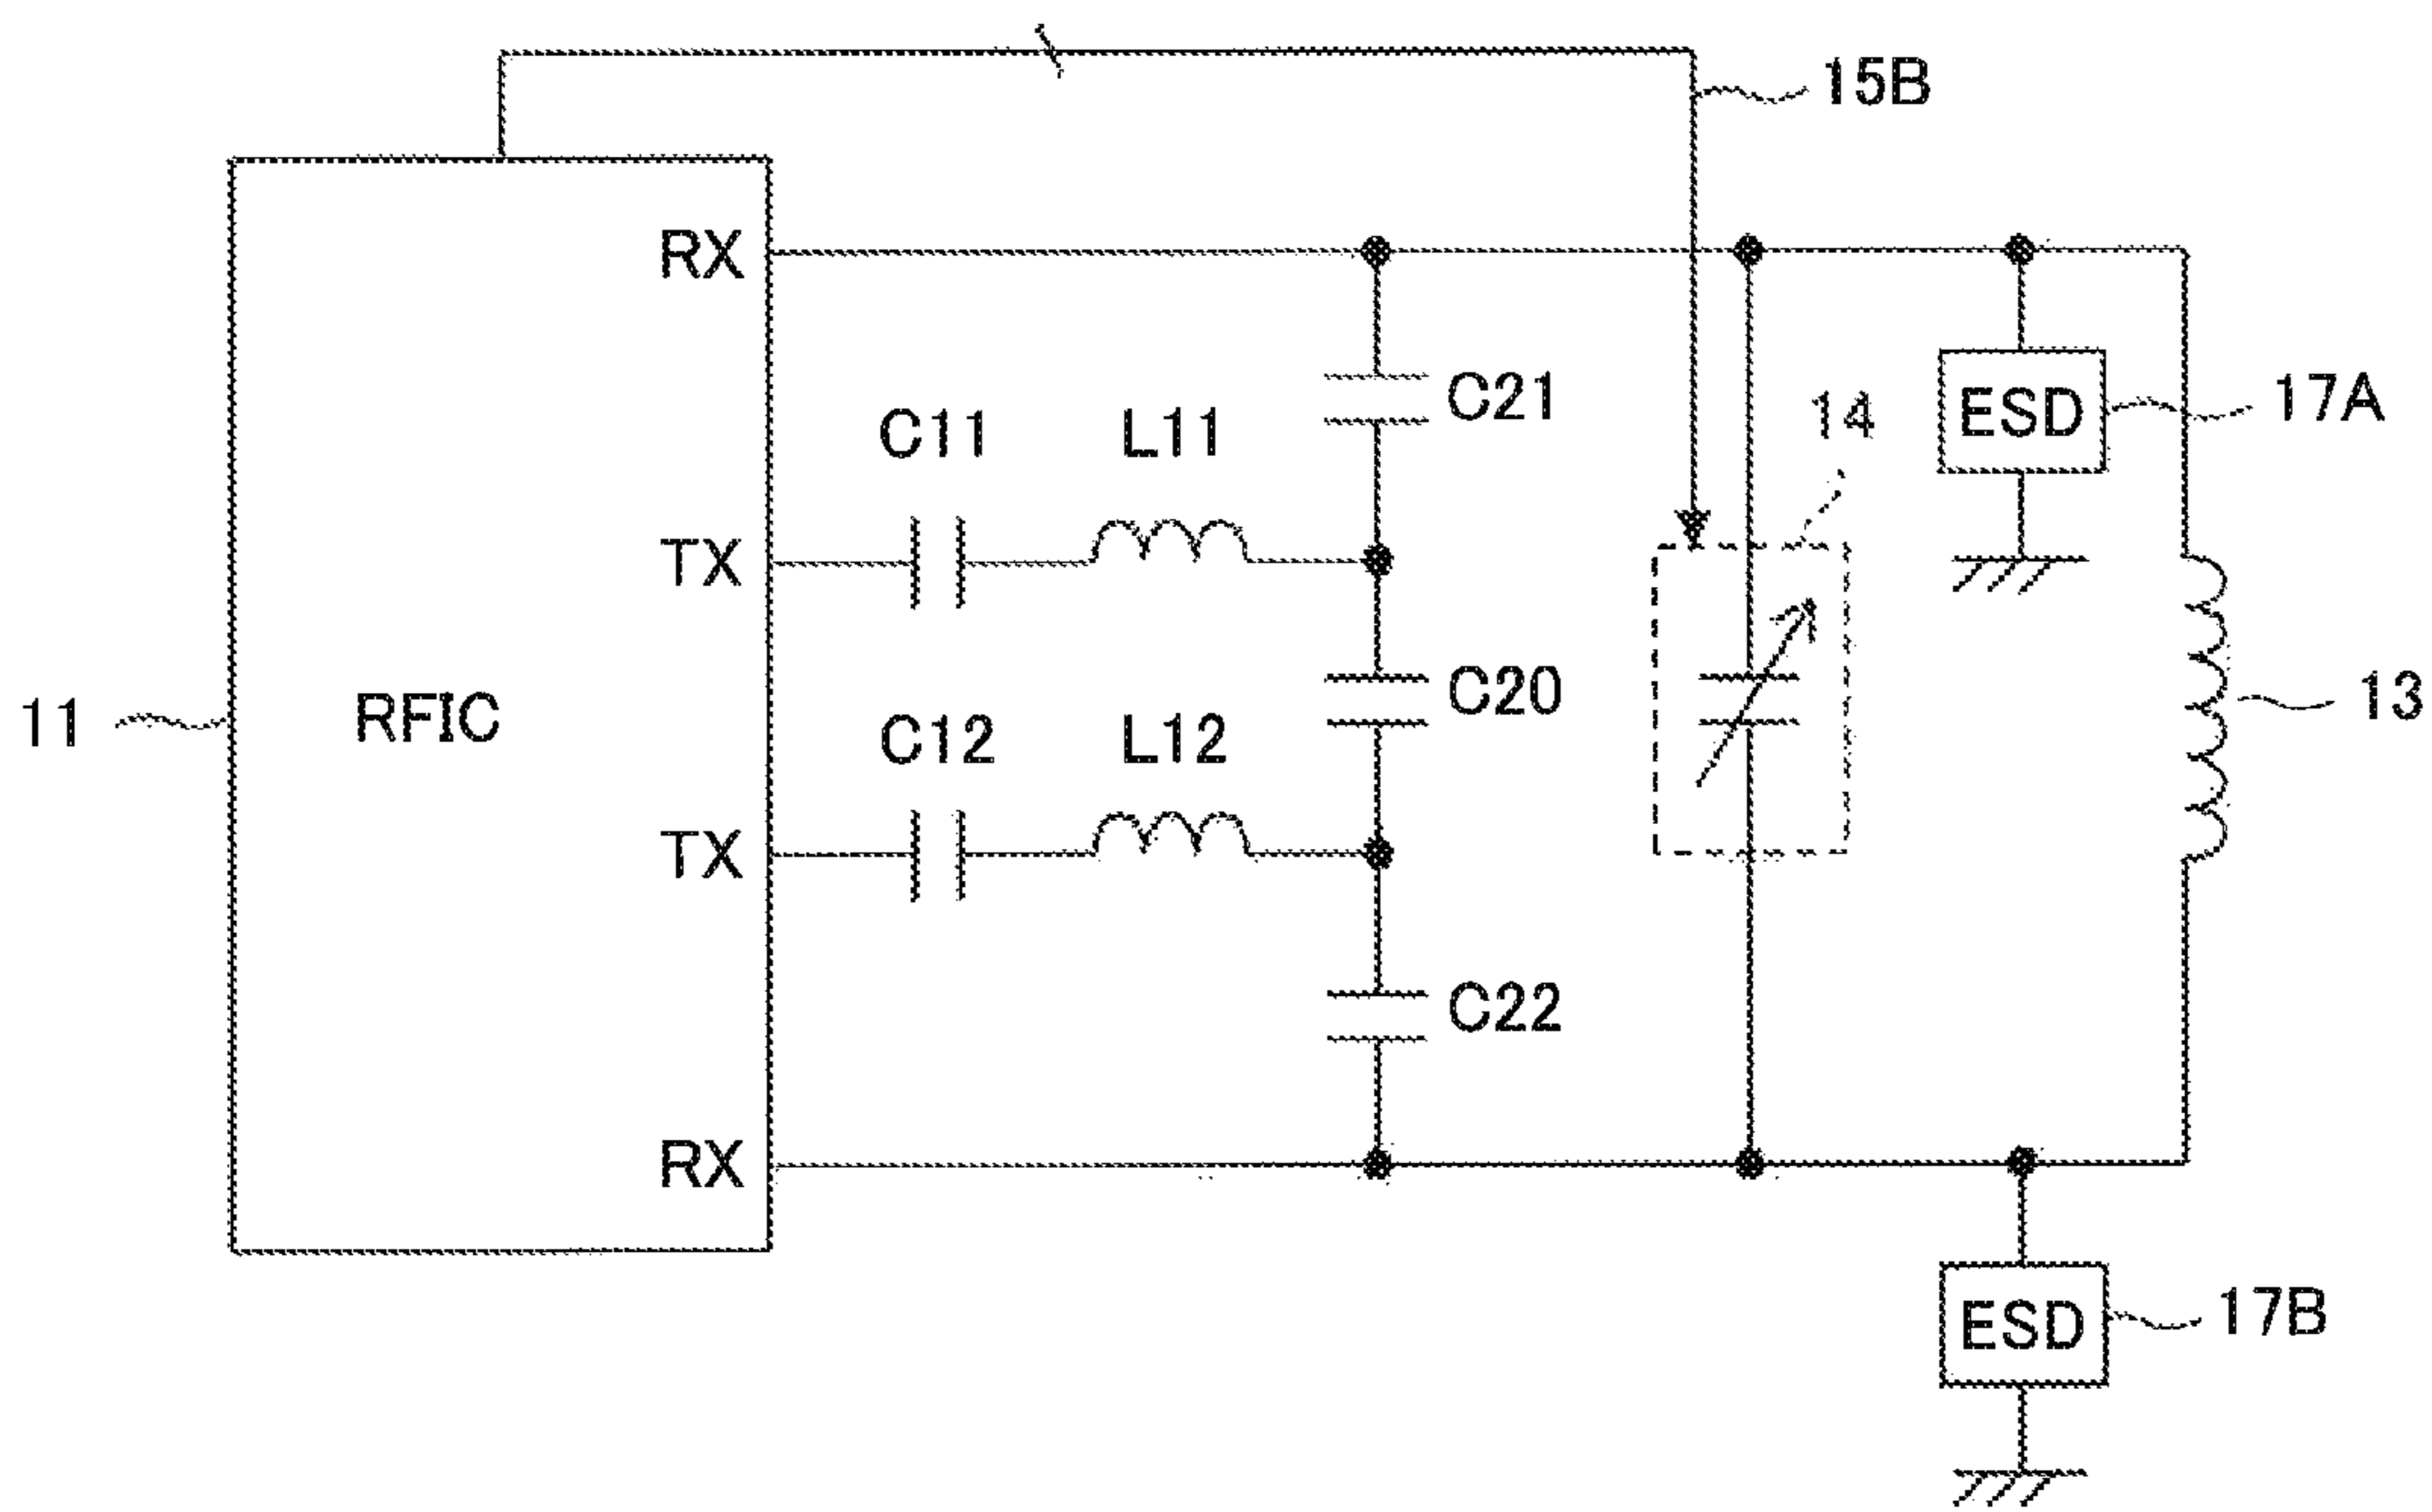 15B
RX
C21
ESD
17A
14
C11
L11
TX
C20
13
11
RFIC
C12
L12
TX
C22
RX
ESD
17B